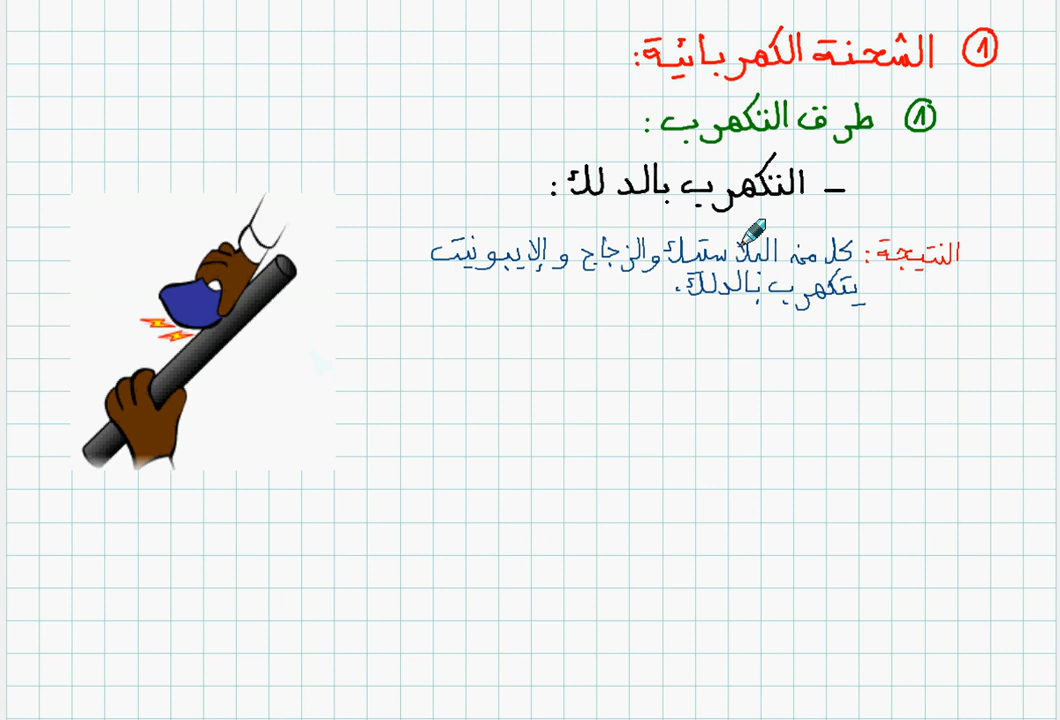 ① الشحنة الكهربائية:
① طرق التكهرب:
– التكهرب بالدلك:
النتيجة: كل من البلاستيك والزجاج و الإيبونيت
يتكهرب بالدلك.